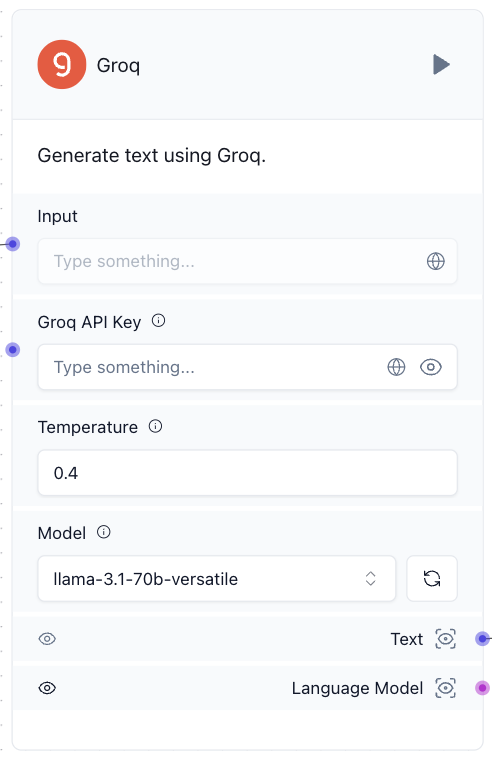 Groq
Generate text using Groq.
Input
Type something...
Groq API Key
Type something...
Temperature
0.4
Model
llama-3.1-70b-versatile
Text
Language Model